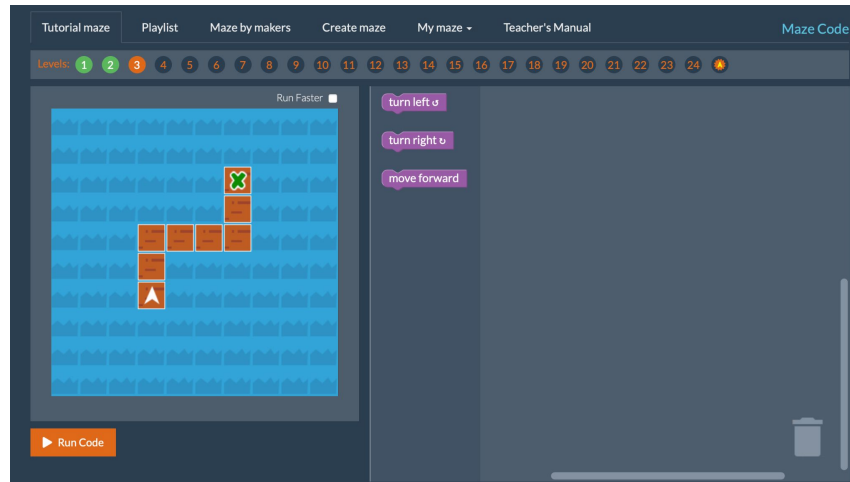 Tutorial maze Playlist Maze by makers Create maze My maze Teacher's Manual Maze Code
Levels: 1 2 3 4 5 6 7 8 9 10 11 12 13 14 15 16 17 18 19 20 21 22 23 24
Run Faster
turn left ↺
turn right ↻
move forward
Run Code